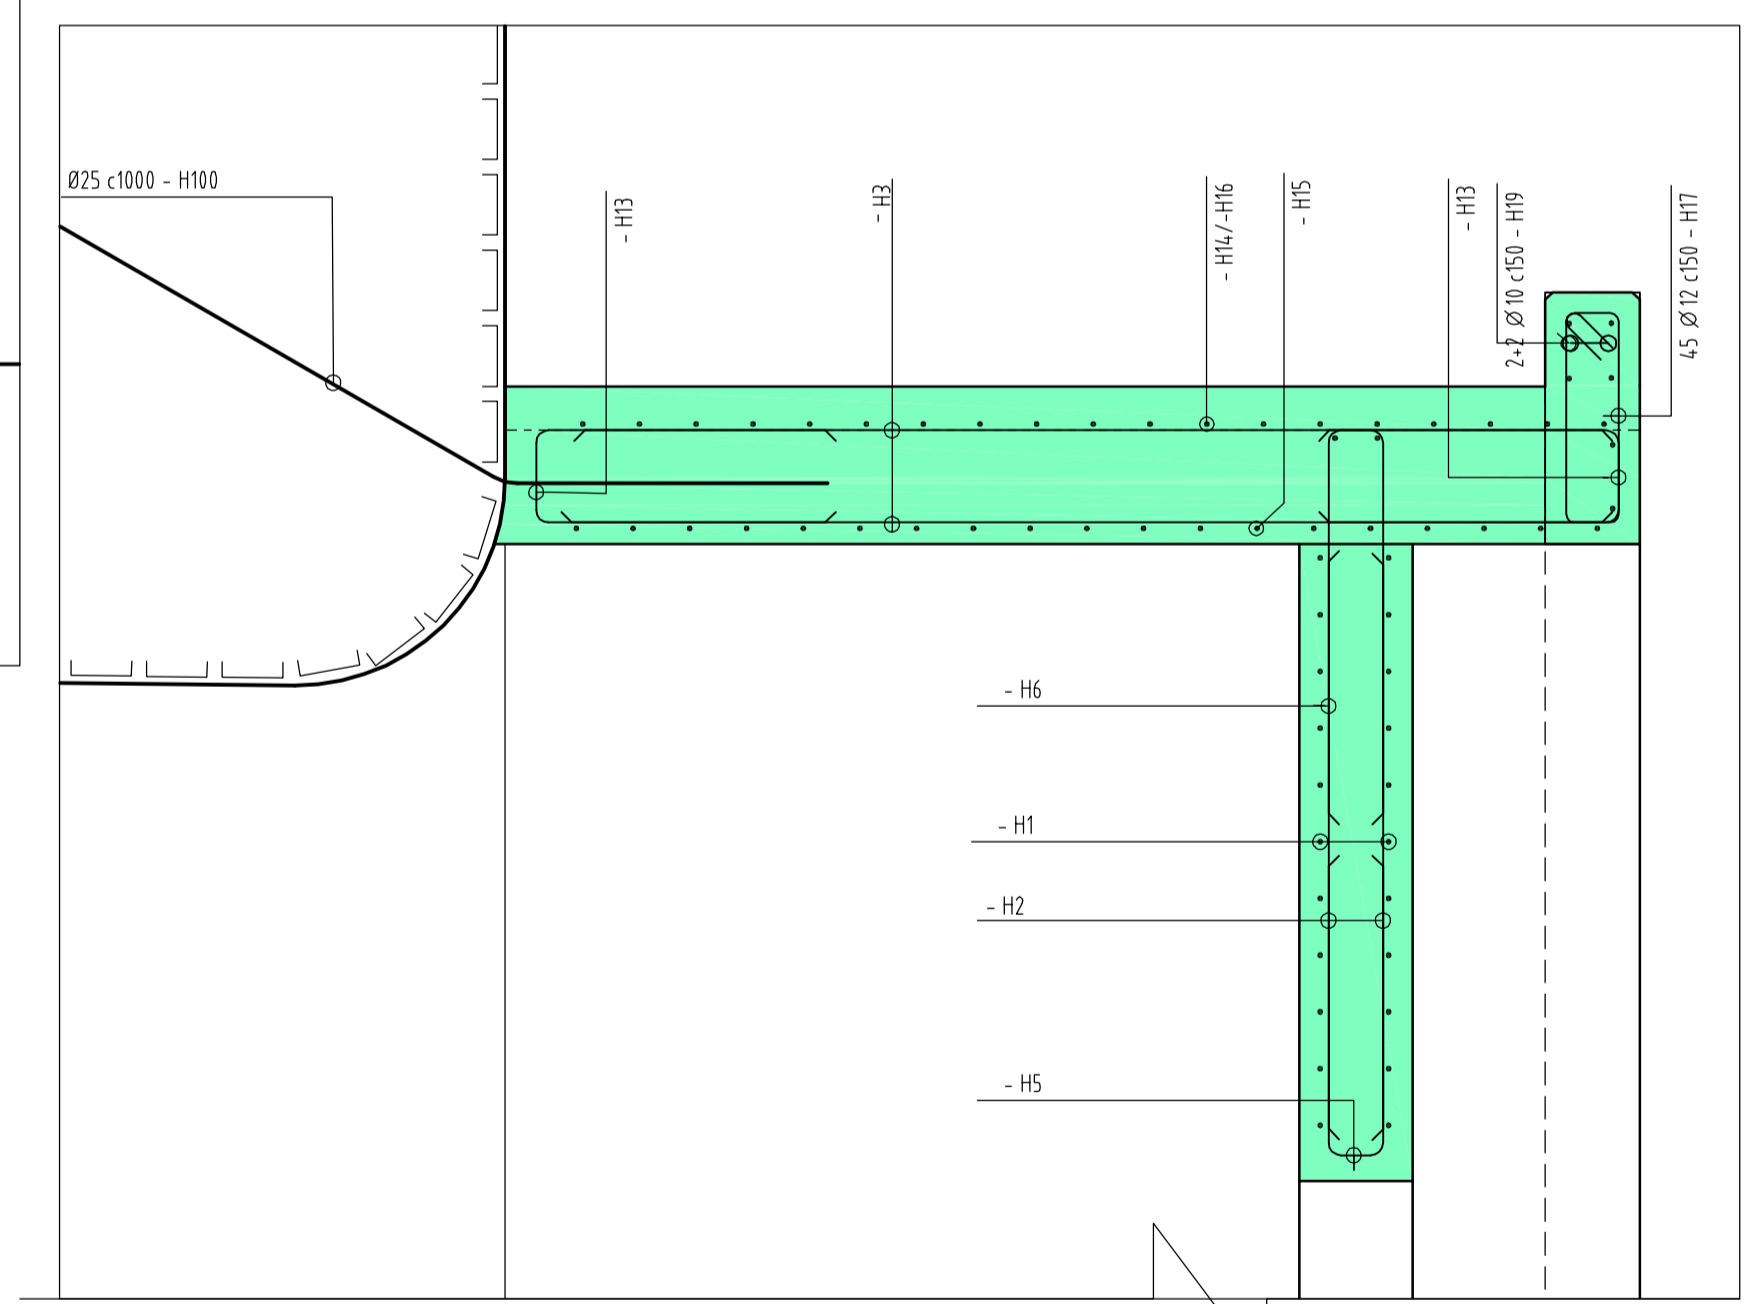 Ø25 c1000 - H100
- H13
- H3
- H14/-H16
- H15
- H13
2+2 Ø10 c150 - H19
45 Ø12 c150 - H17
- H6
- H1
- H2
- H5